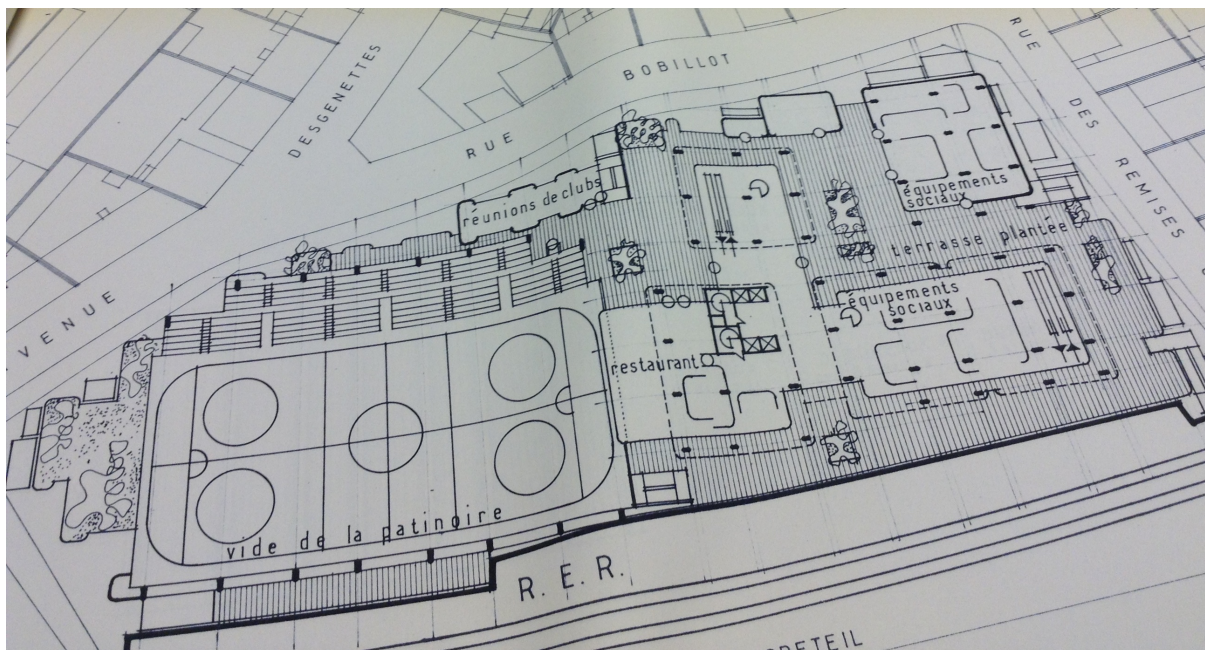 RUE
DES
REMISES
BOBILLOT
RUE
DESGENETTES
VENUE
réunions de clubs
équipements
sociaux
terrasse plantée
équipements
sociaux
restaurant
vide de la patinoire
R. E. R.
RETEIL